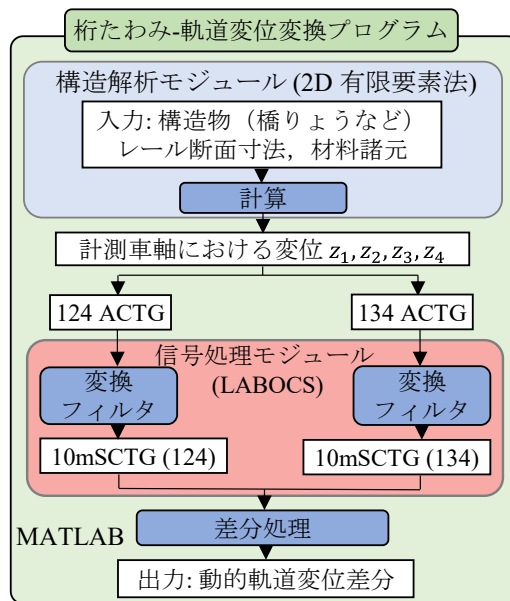 桁たわみ-軌道変位変換プログラム
構造解析モジュール (2D 有限要素法)
入力: 構造物（橋りょうなど）
レール断面寸法，材料諸元
計算
計測車軸における変位 z₁, z₂, z₃, z₄
124 ACTG
134 ACTG
信号処理モジュール
(LABOCS)
変換
フィルタ
変換
フィルタ
10mSCTG (124)
10mSCTG (134)
MATLAB
差分処理
出力: 動的軌道変位差分